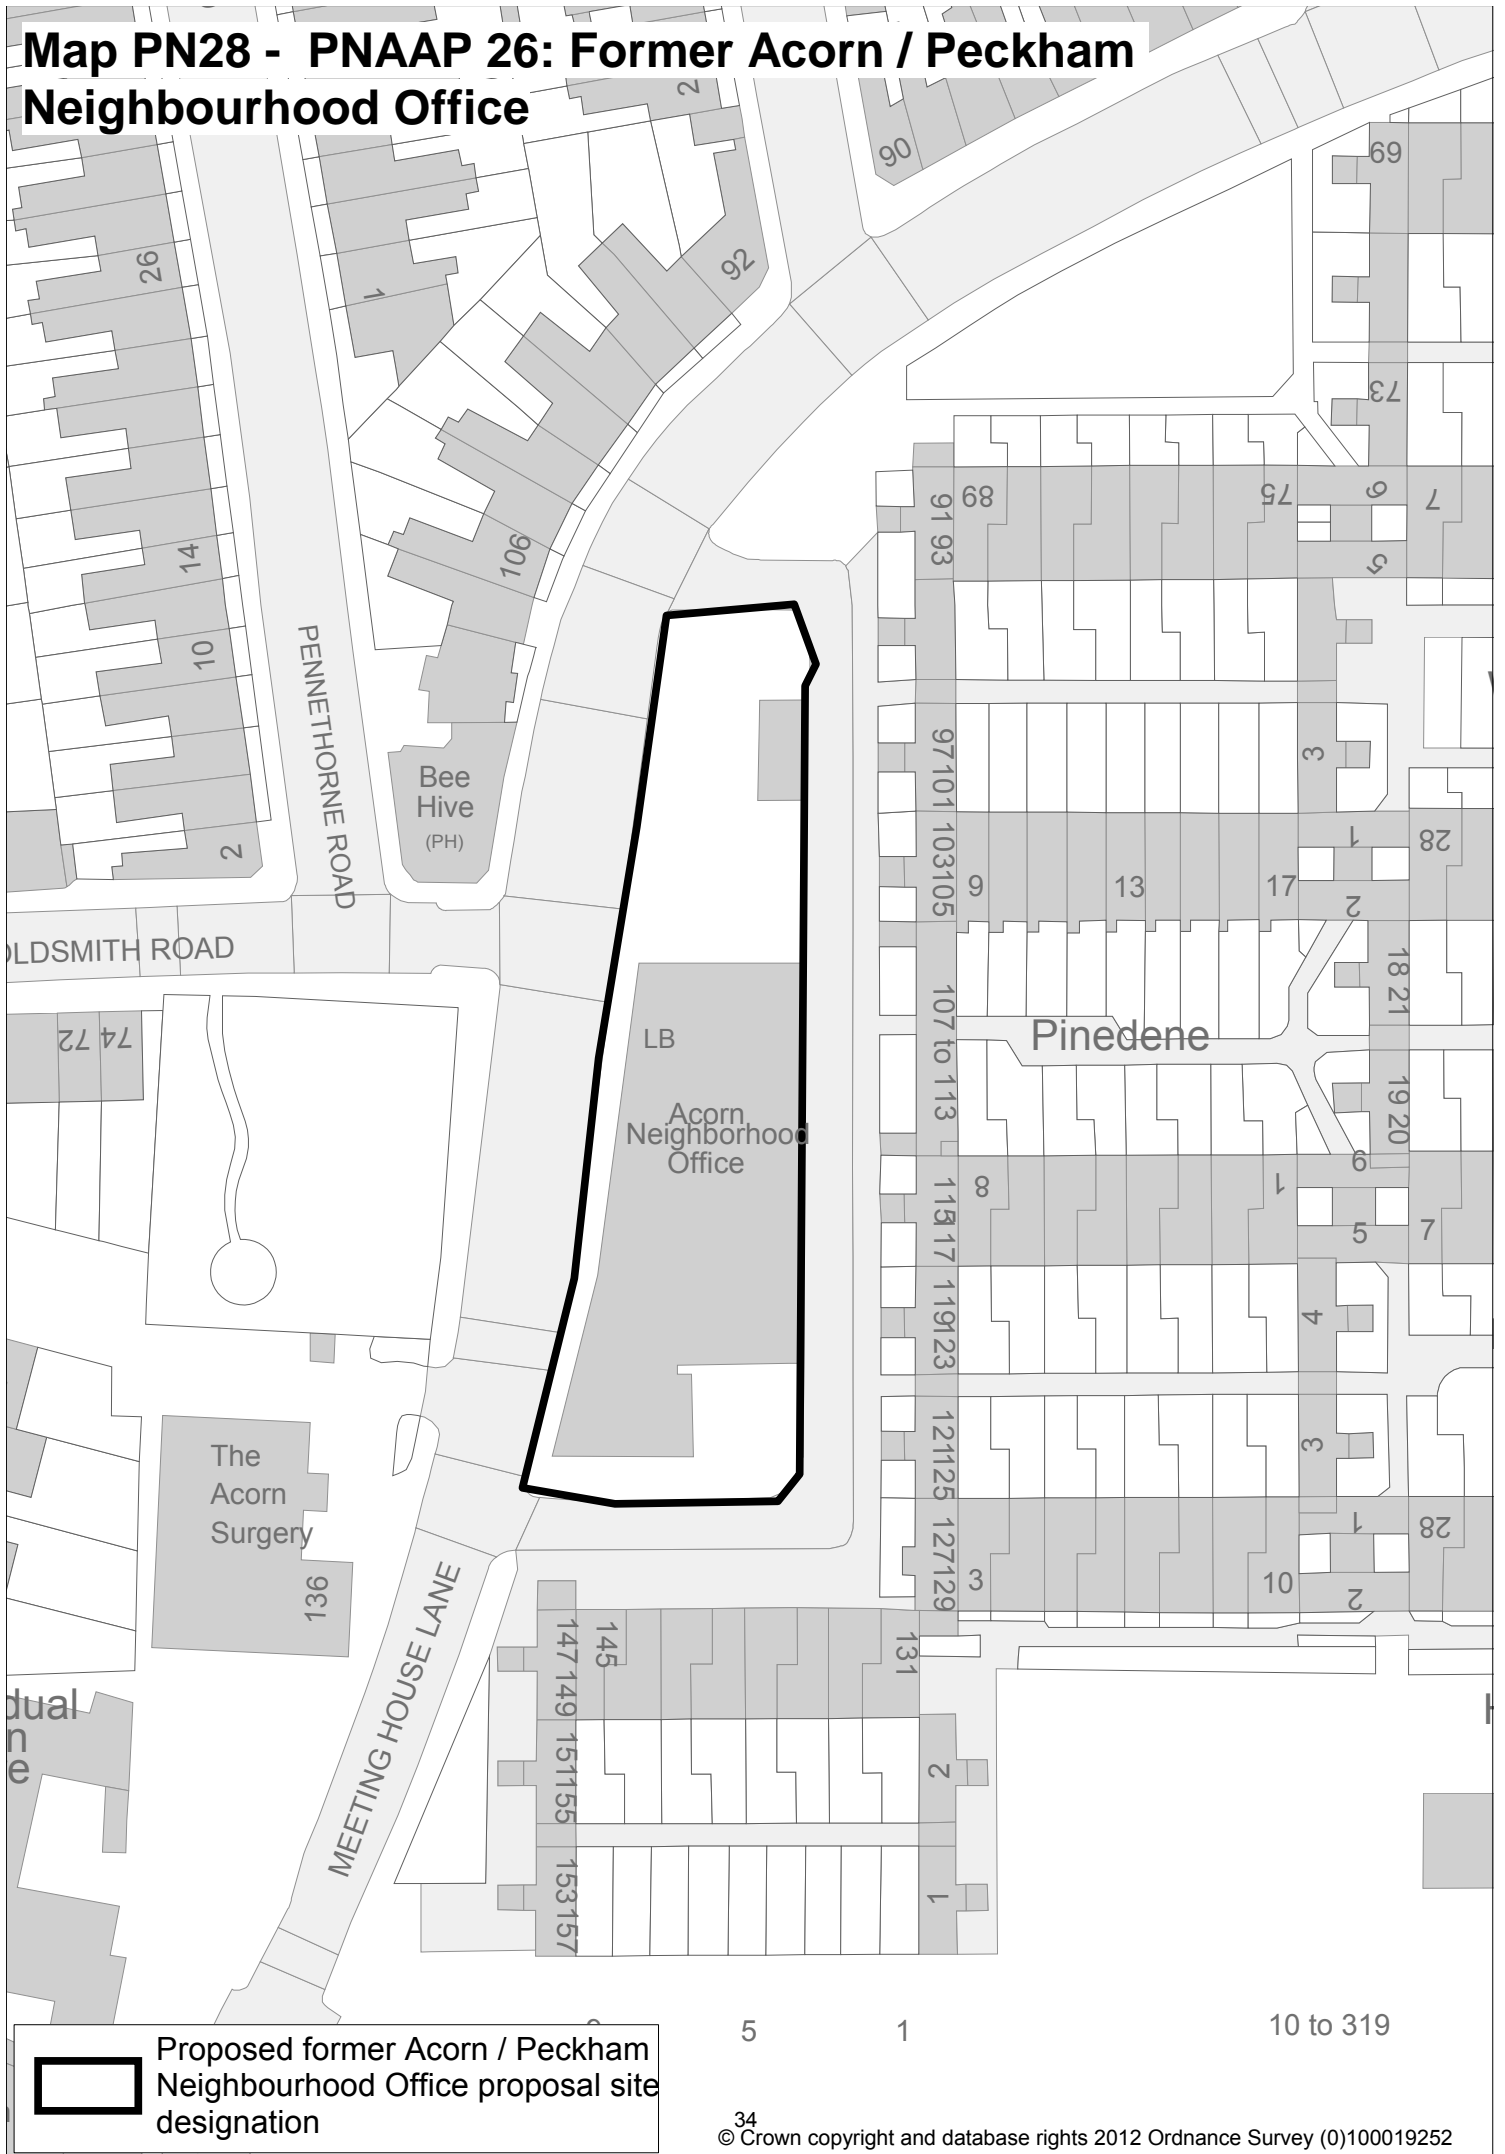 Map PN28 - PNAAP 26: Former Acorn / Peckham
Neighbourhood Office
2
90
69
92
26
1
73
91 93
89
75
6
7
5
106
14
10
2
PENNETHORNE ROAD
Bee
Hive
(PH)
97 101
3
103 105
9
13
17
1
2
28
OLDSMITH ROAD
72 74
LB
107 to 113
Pinedene
18 21
19 20
Acorn
Neighborhood
Office
115 117
8
1
6
5
7
119 123
4
The
Acorn
Surgery
136
121 125
3
127 129
3
10
1
2
28
MEETING HOUSE LANE
147 149
145
131
dual
n
e
151 155
2
153 157
1
5
1
10 to 319
Proposed former Acorn / Peckham
Neighbourhood Office proposal site
designation
34
© Crown copyright and database rights 2012 Ordnance Survey (0)100019252